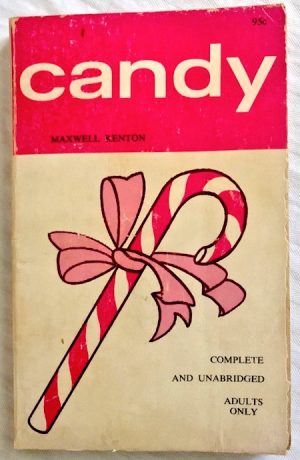 95c
candy
MAXWELL KENTON
COMPLETE
AND UNABRIDGED
ADULTS
ONLY